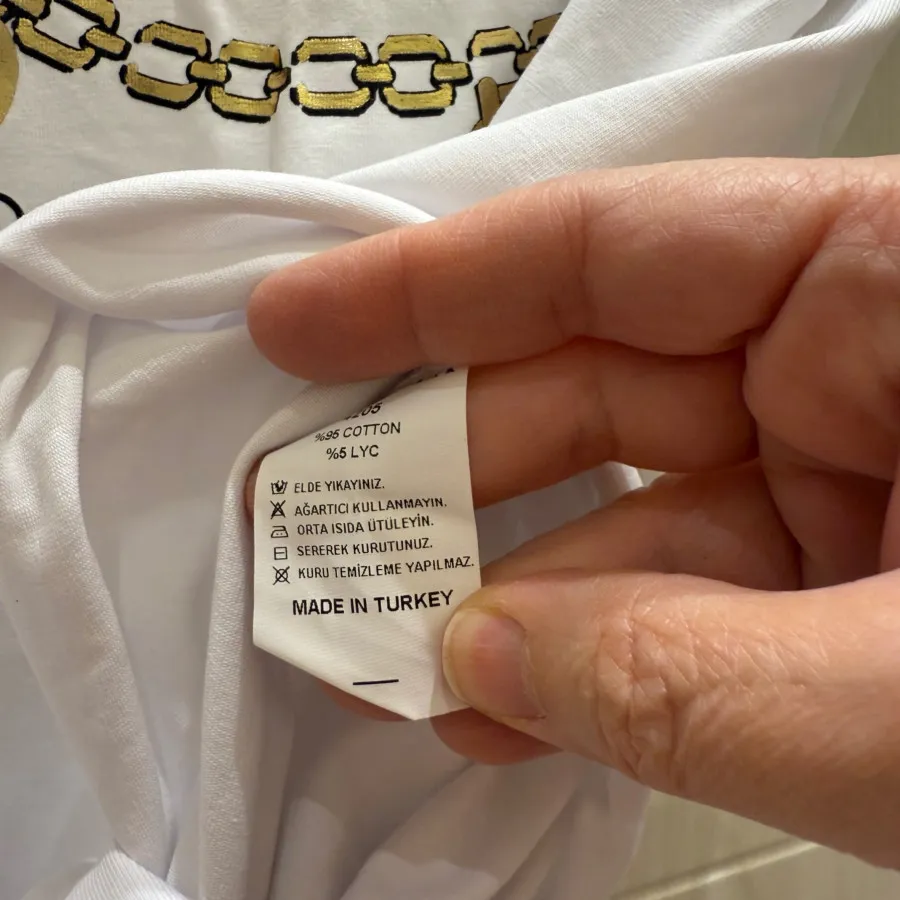 %95 COTTON
%5 LYC
ELDE YIKAYINIZ.
AĞARTICI KULLANMAYIN.
ORTA ISIDA ÜTÜLEYİN.
SEREREK KURUTUNUZ.
KURU TEMİZLEME YAPILMAZ.
MADE IN TURKEY